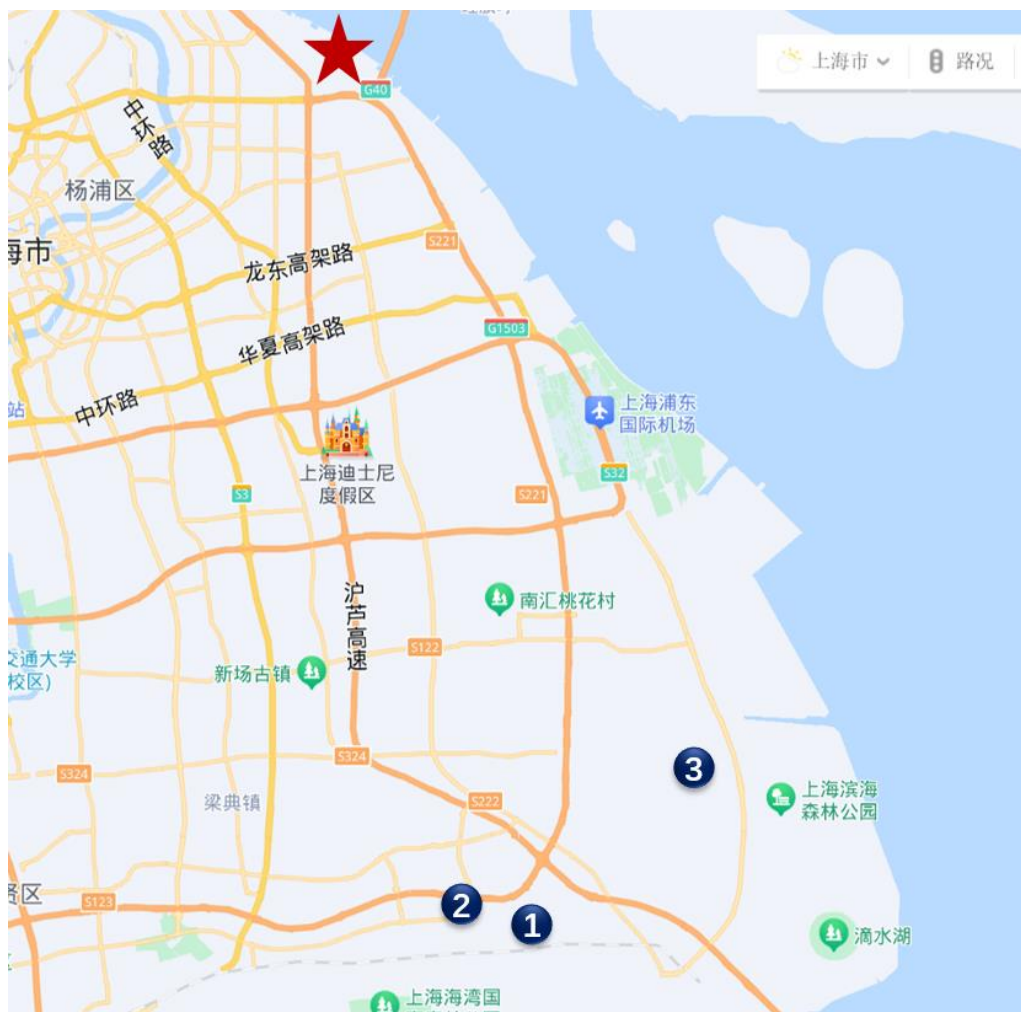 上海市
路况
G40
中环路
杨浦区
海市
S221
龙东高架路
G1503
华夏高架路
上海浦东
国际机场
站
中环路
上海迪士尼
度假区
S32
S3
S221
沪芦高速
南汇桃花村
S122
交通大学
校区)
新场古镇
S324
S324
3
上海滨海
森林公园
梁典镇
S222
贤区
S123
2
1
滴水湖
上海海湾国